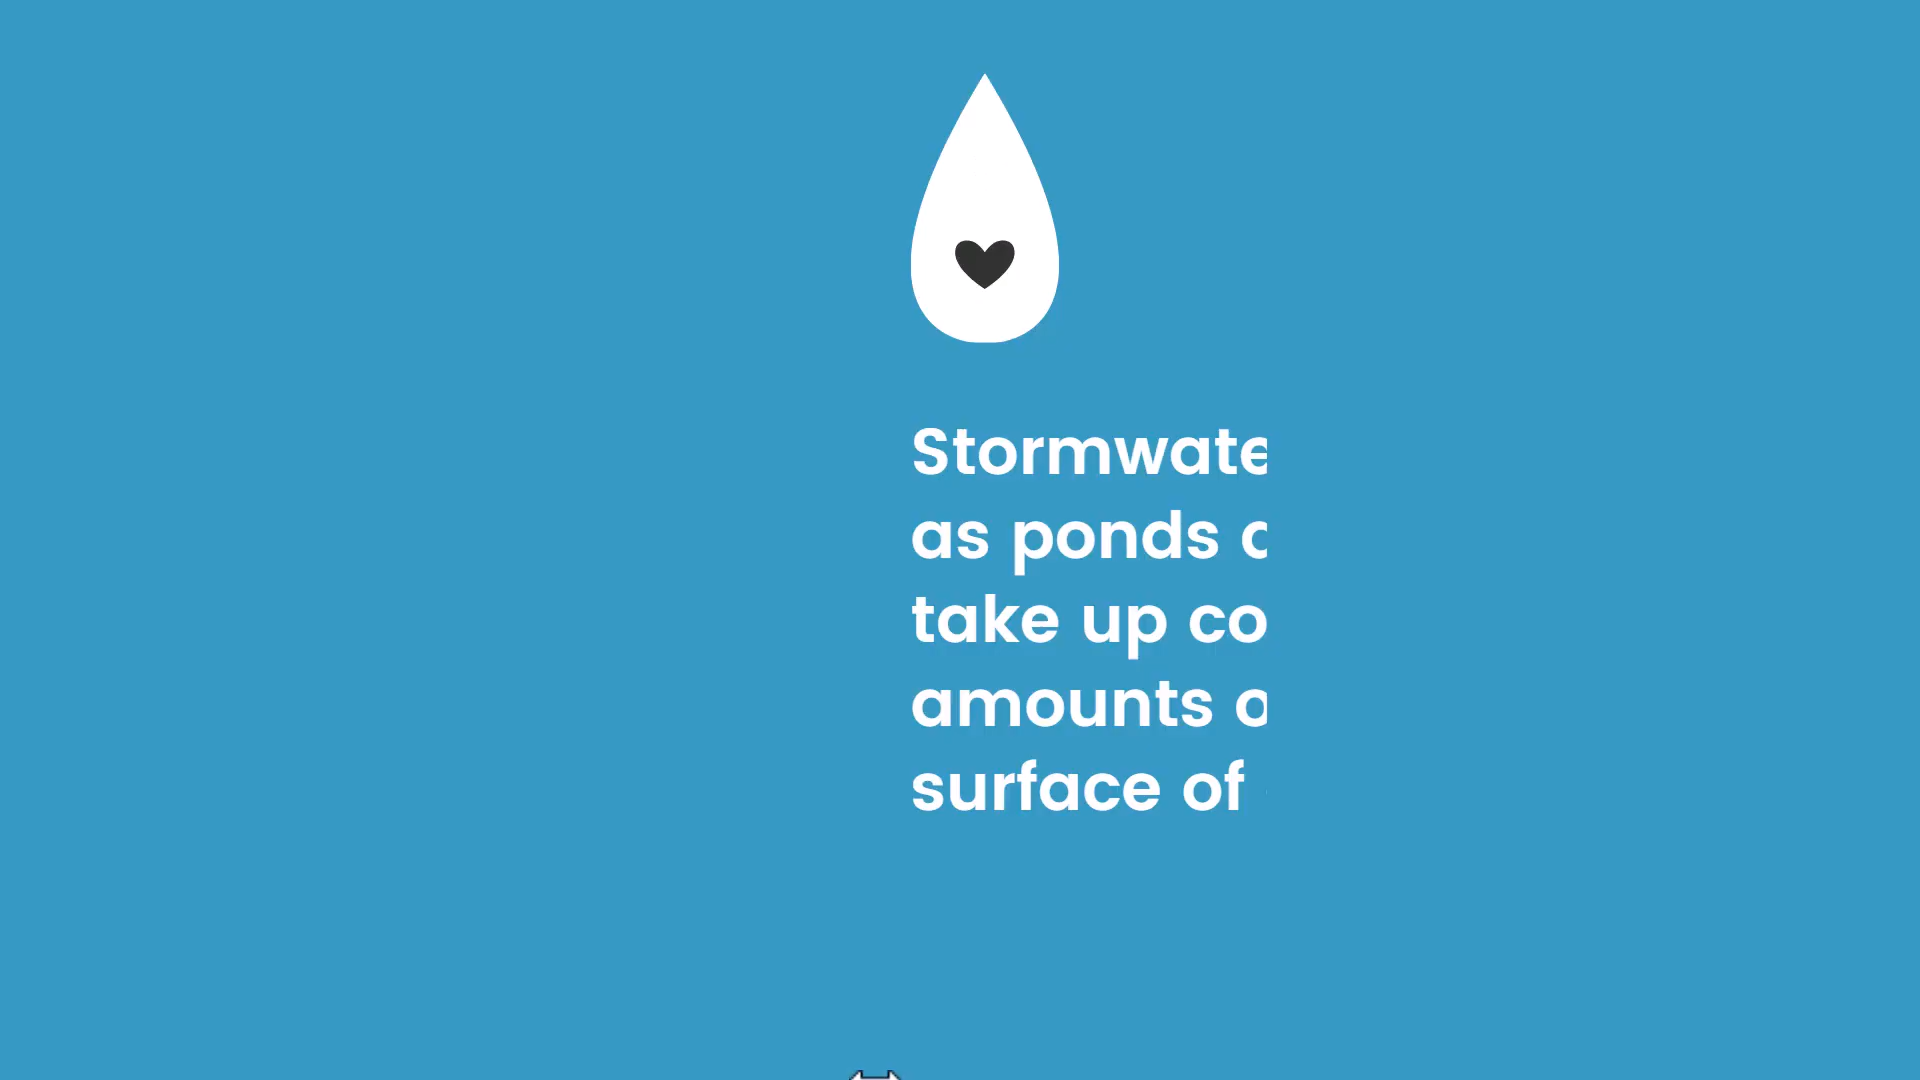 Stormwate
as ponds
take up co
amounts o
surface of